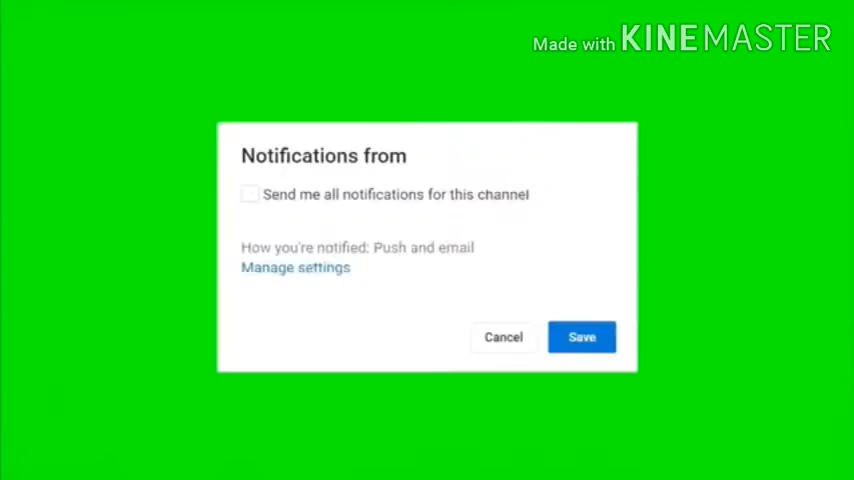 Made with KINEMASTER
Notifications from
Send me all notifications for this channel
How you're notified: Push and email
Manage settings
Cancel
Save